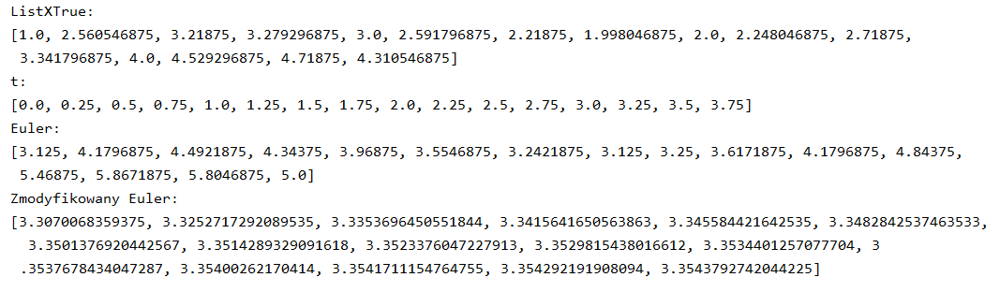 ListXTrue:
[1.0, 2.560546875, 3.21875, 3.279296875, 3.0, 2.591796875, 2.21875, 1.998046875, 2.0, 2.248046875, 2.71875,
3.341796875, 4.0, 4.529296875, 4.71875, 4.310546875]
t:
[0.0, 0.25, 0.5, 0.75, 1.0, 1.25, 1.5, 1.75, 2.0, 2.25, 2.5, 2.75, 3.0, 3.25, 3.5, 3.75]
Euler:
[3.125, 4.1796875, 4.4921875, 4.34375, 3.96875, 3.5546875, 3.2421875, 3.125, 3.25, 3.6171875, 4.1796875, 4.84375,
5.46875, 5.8671875, 5.8046875, 5.0]
Zmodyfikowany Euler:
[3.3070068359375, 3.3252717292089535, 3.3353696450551844, 3.3415641650563863, 3.345584421642535, 3.3482842537463533,
3.3501376920442567, 3.3514289329091618, 3.3523376047227913, 3.3529815438016612, 3.3534401257077704, 3
.3537678434047287, 3.35400262170414, 3.3541711154764755, 3.354292191908094, 3.3543792742044225]